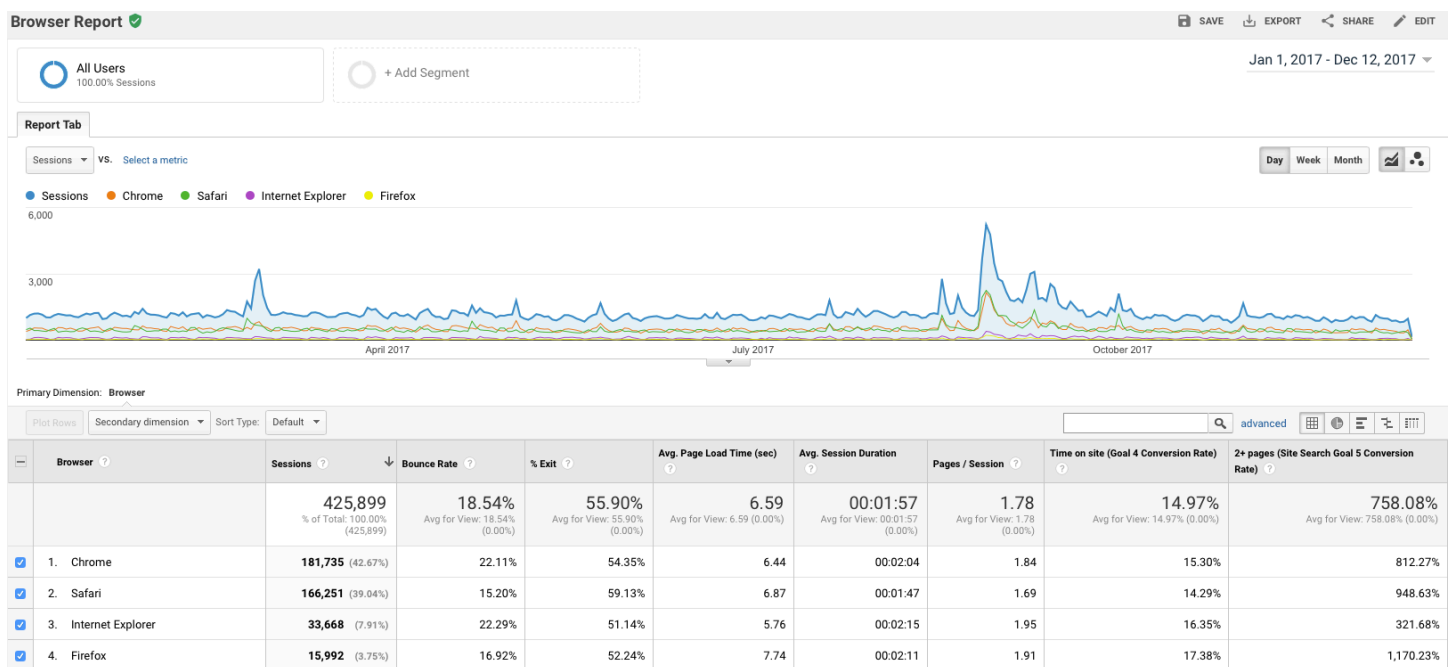 Browser Report
SAVE EXPORT SHARE EDIT
All Users
100.00% Sessions
+ Add Segment
Jan 1, 2017 - Dec 12, 2017
Report Tab
Sessions VS. Select a metric
Day Week Month
Sessions Chrome Safari Internet Explorer Firefox
6,000
3,000
April 2017 July 2017 October 2017
Primary Dimension: Browser
Plot Rows Secondary dimension Sort Type: Default advanced
Browser ? Sessions ? Bounce Rate ? % Exit ? Avg. Page Load Time (sec) ? Avg. Session Duration ? Pages / Session ? Time on site (Goal 4 Conversion Rate) ? 2+ pages (Site Search Goal 5 Conversion Rate) ?
425,899 18.54% 55.90% 6.59 00:01:57 1.78 14.97% 758.08%
% of Total: 100.00% (425,899) Avg for View: 18.54% (0.00%) Avg for View: 55.90% (0.00%) Avg for View: 6.59 (0.00%) Avg for View: 00:01:57 (0.00%) Avg for View: 1.78 (0.00%) Avg for View: 14.97% (0.00%) Avg for View: 758.08% (0.00%)
1. Chrome 181,735 (42.67%) 22.11% 54.35% 6.44 00:02:04 1.84 15.30% 812.27%
2. Safari 166,251 (39.04%) 15.20% 59.13% 6.87 00:01:47 1.69 14.29% 948.63%
3. Internet Explorer 33,668 (7.91%) 22.29% 51.14% 5.76 00:02:15 1.95 16.35% 321.68%
4. Firefox 15,992 (3.75%) 16.92% 52.24% 7.74 00:02:11 1.91 17.38% 1,170.23%